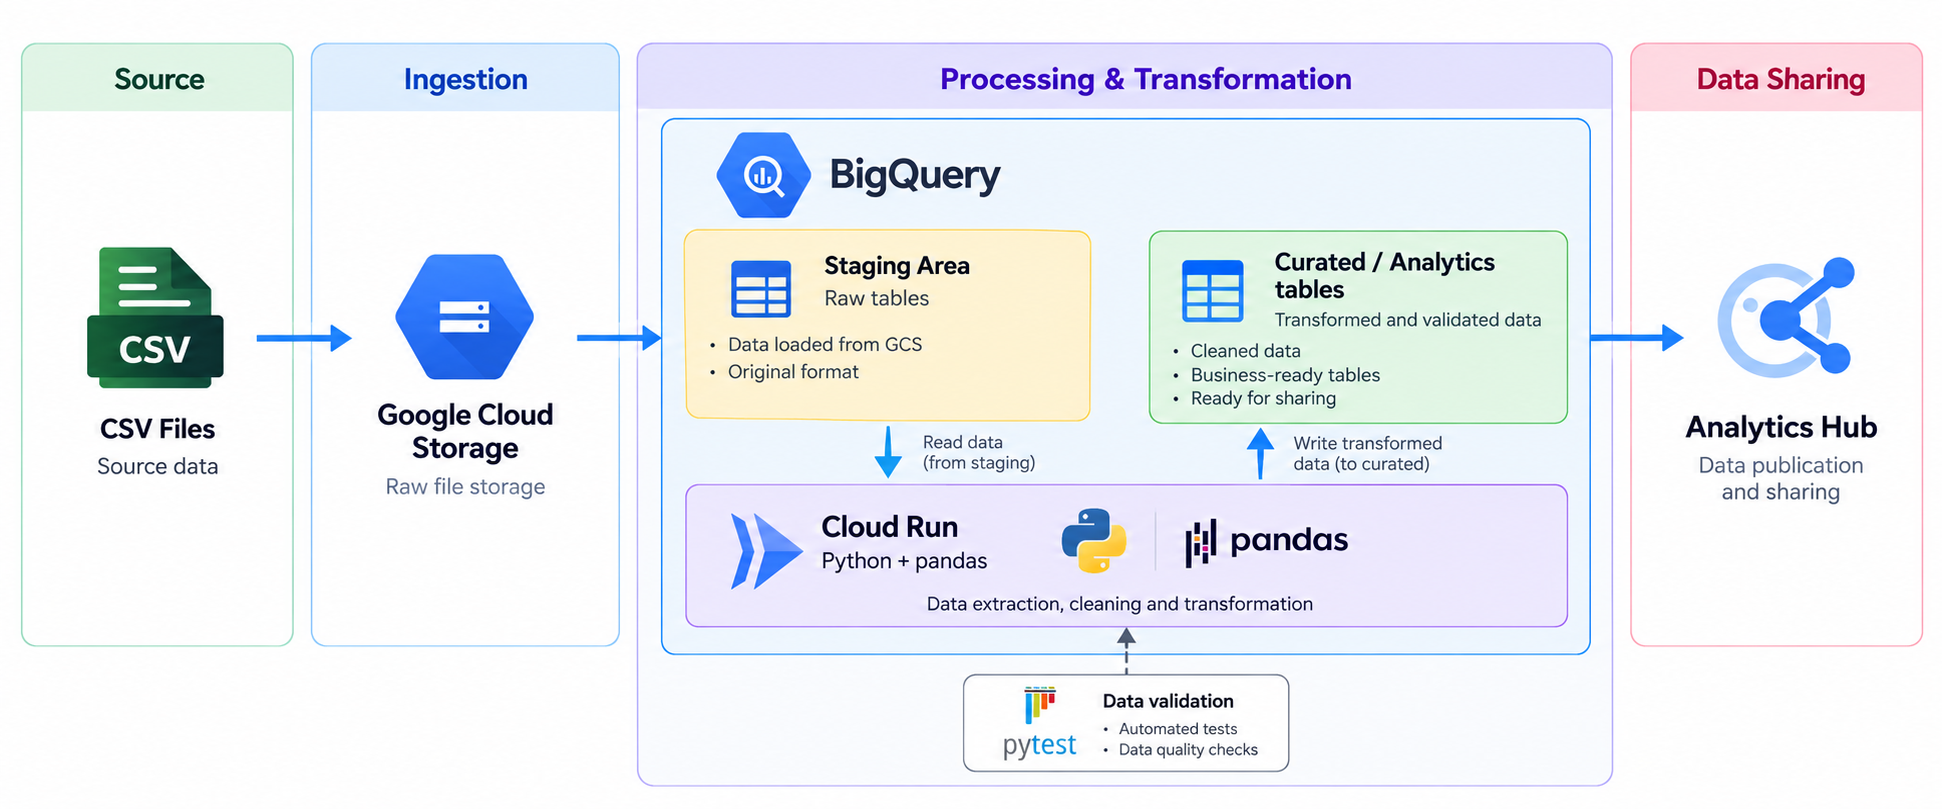 Source
CSV
CSV Files
Source data
Ingestion
Google Cloud
Storage
Raw file storage
Processing & Transformation
BigQuery
Staging Area
Raw tables
• Data loaded from GCS
• Original format
Curated / Analytics
tables
Transformed and validated data
• Cleaned data
• Business-ready tables
• Ready for sharing
Read data
(from staging)
Write transformed
data (to curated)
Cloud Run
Python + pandas
pandas
Data extraction, cleaning and transformation
pytest
Data validation
• Automated tests
• Data quality checks
Data Sharing
Analytics Hub
Data publication
and sharing